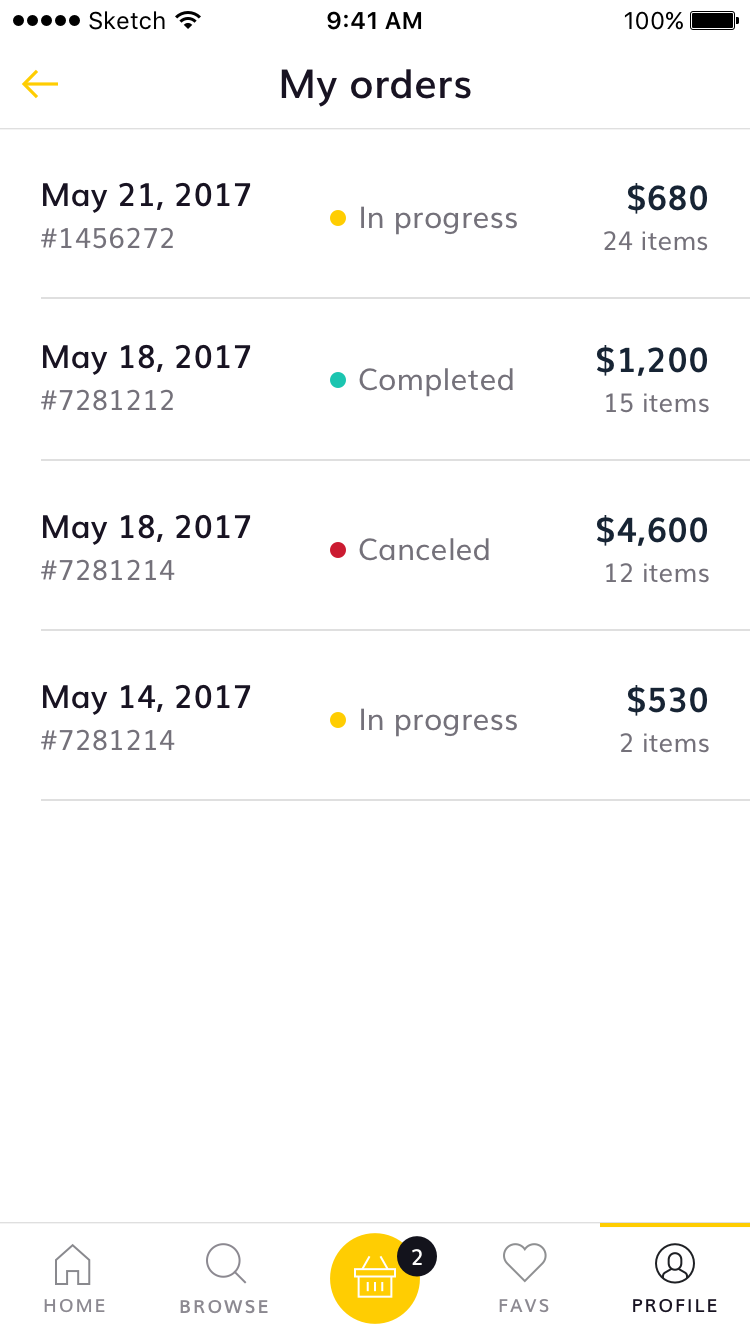 Sketch 9:41 AM 100%
My orders
May 21, 2017
#1456272
In progress
$680
24 items
May 18, 2017
#7281212
Completed
$1,200
15 items
May 18, 2017
#7281214
Canceled
$4,600
12 items
May 14, 2017
#7281214
In progress
$530
2 items
2
HOME BROWSE FAVS PROFILE